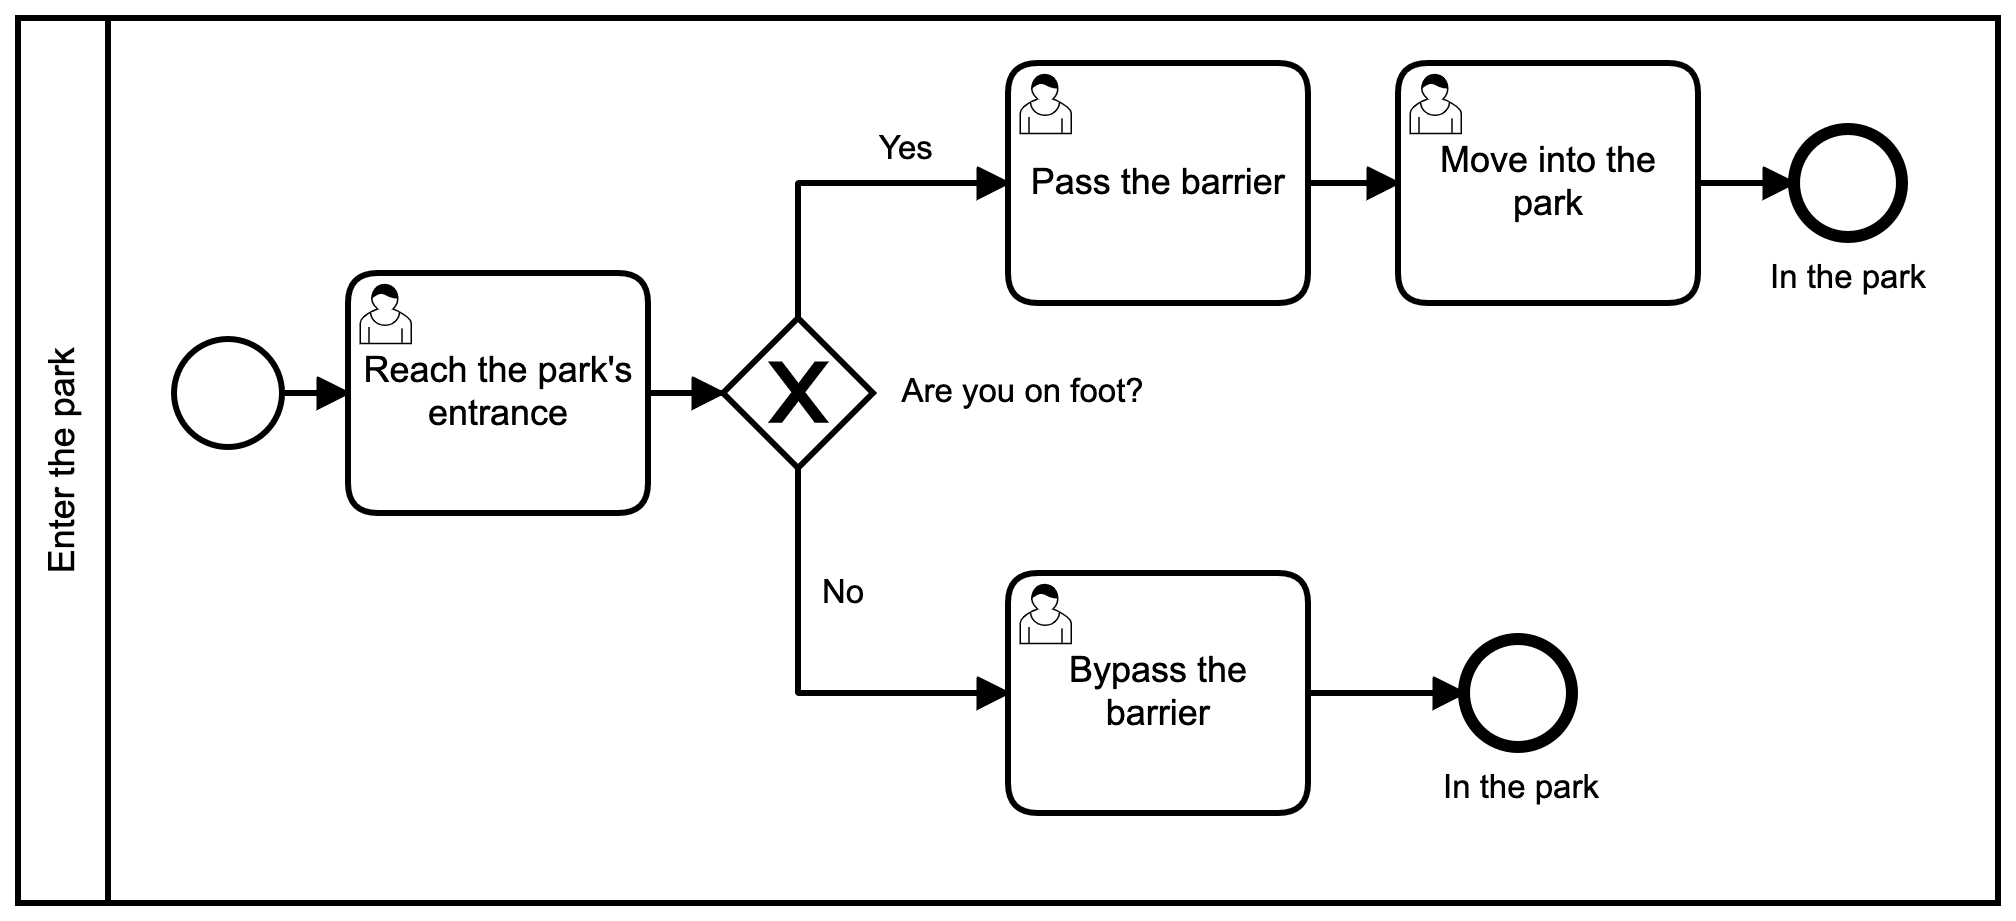 Enter the park
Reach the park's
entrance
Are you on foot?
Yes
Pass the barrier
Move into the
park
In the park
No
Bypass the
barrier
In the park